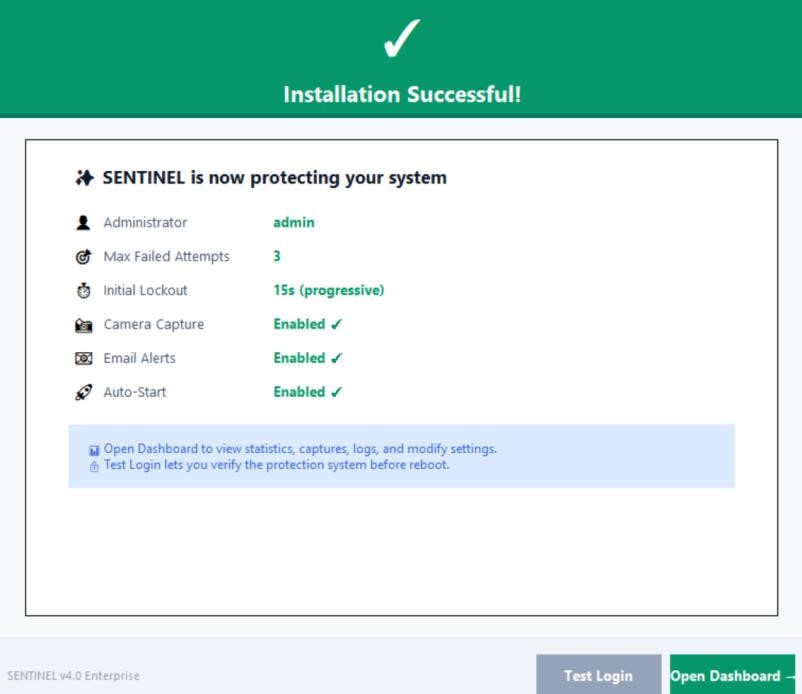 ✓
Installation Successful!
SENTINEL is now protecting your system
Administrator admin
Max Failed Attempts 3
Initial Lockout 15s (progressive)
Camera Capture Enabled ✓
Email Alerts Enabled ✓
Auto-Start Enabled ✓
Open Dashboard to view statistics, captures, logs, and modify settings.
Test Login lets you verify the protection system before reboot.
SENTINEL v4.0 Enterprise
Test Login
Open Dashboard →